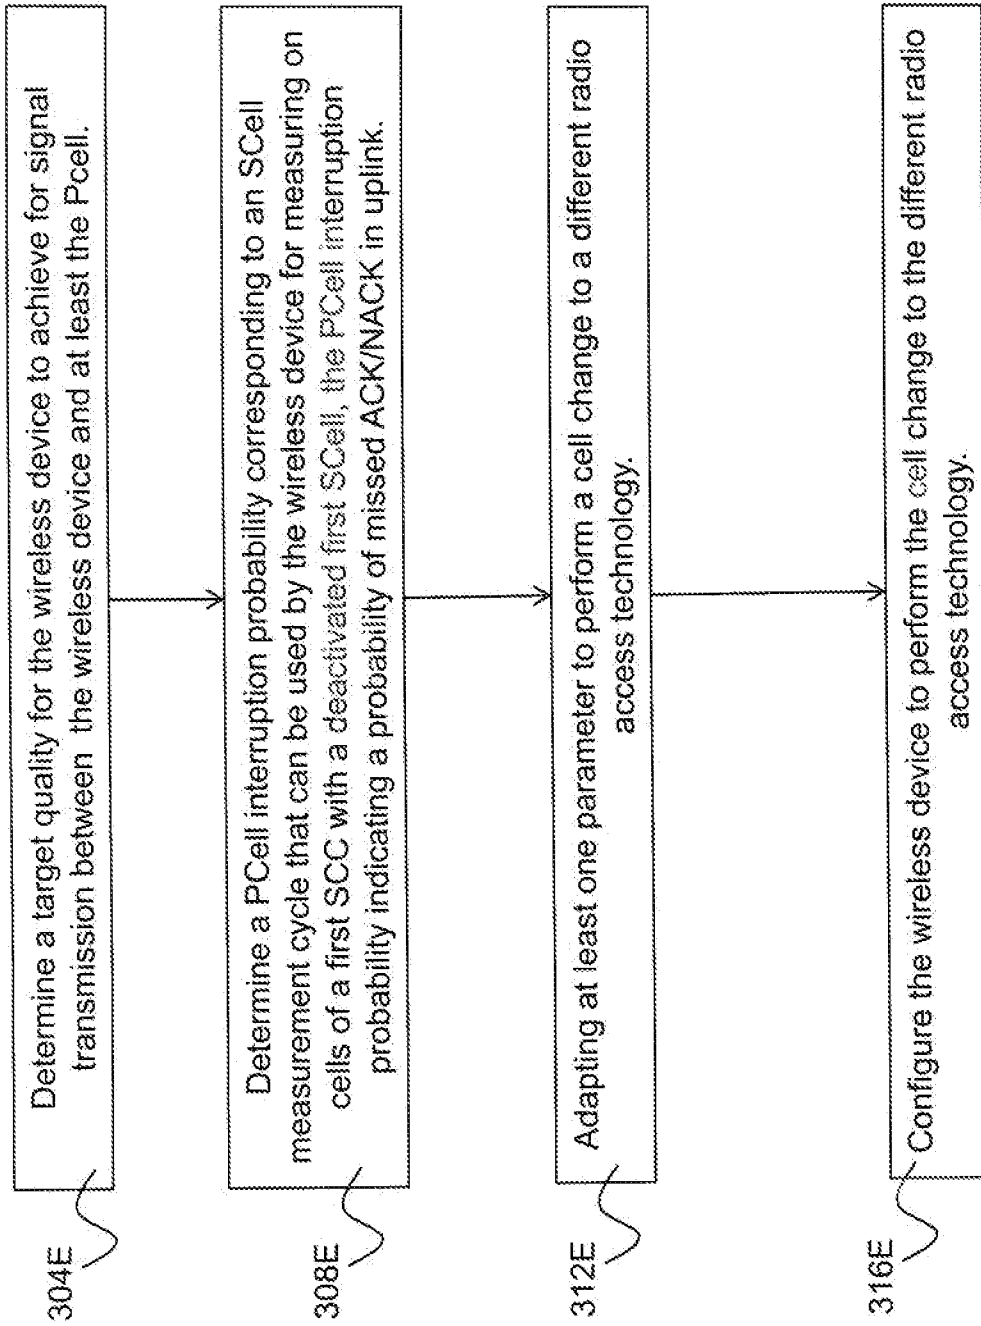 304E
Determine a target quality for the wireless device to achieve for signal
transmission between the wireless device and at least the Pcell.
308E
Determine a PCell interruption probability corresponding to an SCell
measurement cycle that can be used by the wireless device for measuring on
cells of a first SCC with a deactivated first SCell, the PCell interruption
probability indicating a probability of missed ACK/NACK in uplink.
312E
Adapting at least one parameter to perform a cell change to a different radio
access technology.
316E
Configure the wireless device to perform the cell change to the different radio
access technology.